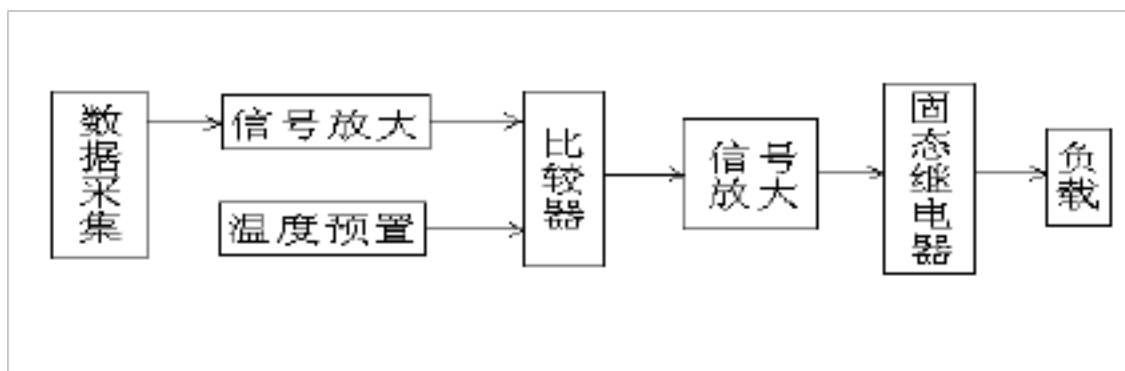 数据采集
信号放大
温度预置
比较器
信号
放大
固态继电器
负载